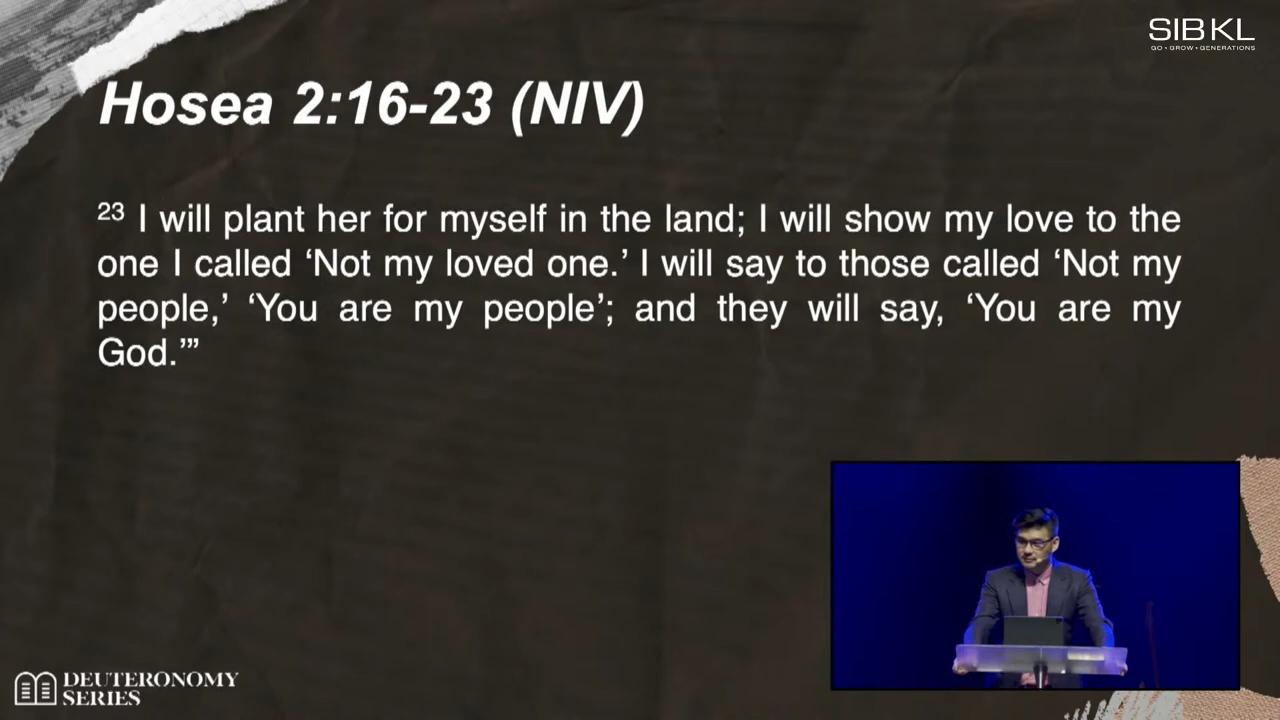 SIBKL
GO • GROW • GENERATIONS
Hosea 2:16-23 (NIV)
23 I will plant her for myself in the land; I will show my love to the
one I called ‘Not my loved one.’ I will say to those called ‘Not my
people,’ ‘You are my people’; and they will say, ‘You are my
God.’”
DEUTERONOMY
SERIES